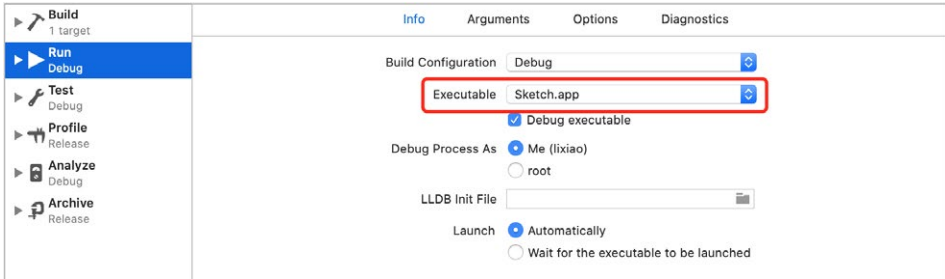 Build
1 target
Run
Debug
Test
Debug
Profile
Release
Analyze
Debug
Archive
Release
Info Arguments Options Diagnostics
Build Configuration Debug
Executable Sketch.app
Debug executable
Debug Process As Me (lixiao)
root
LLDB Init File
Launch Automatically
Wait for the executable to be launched